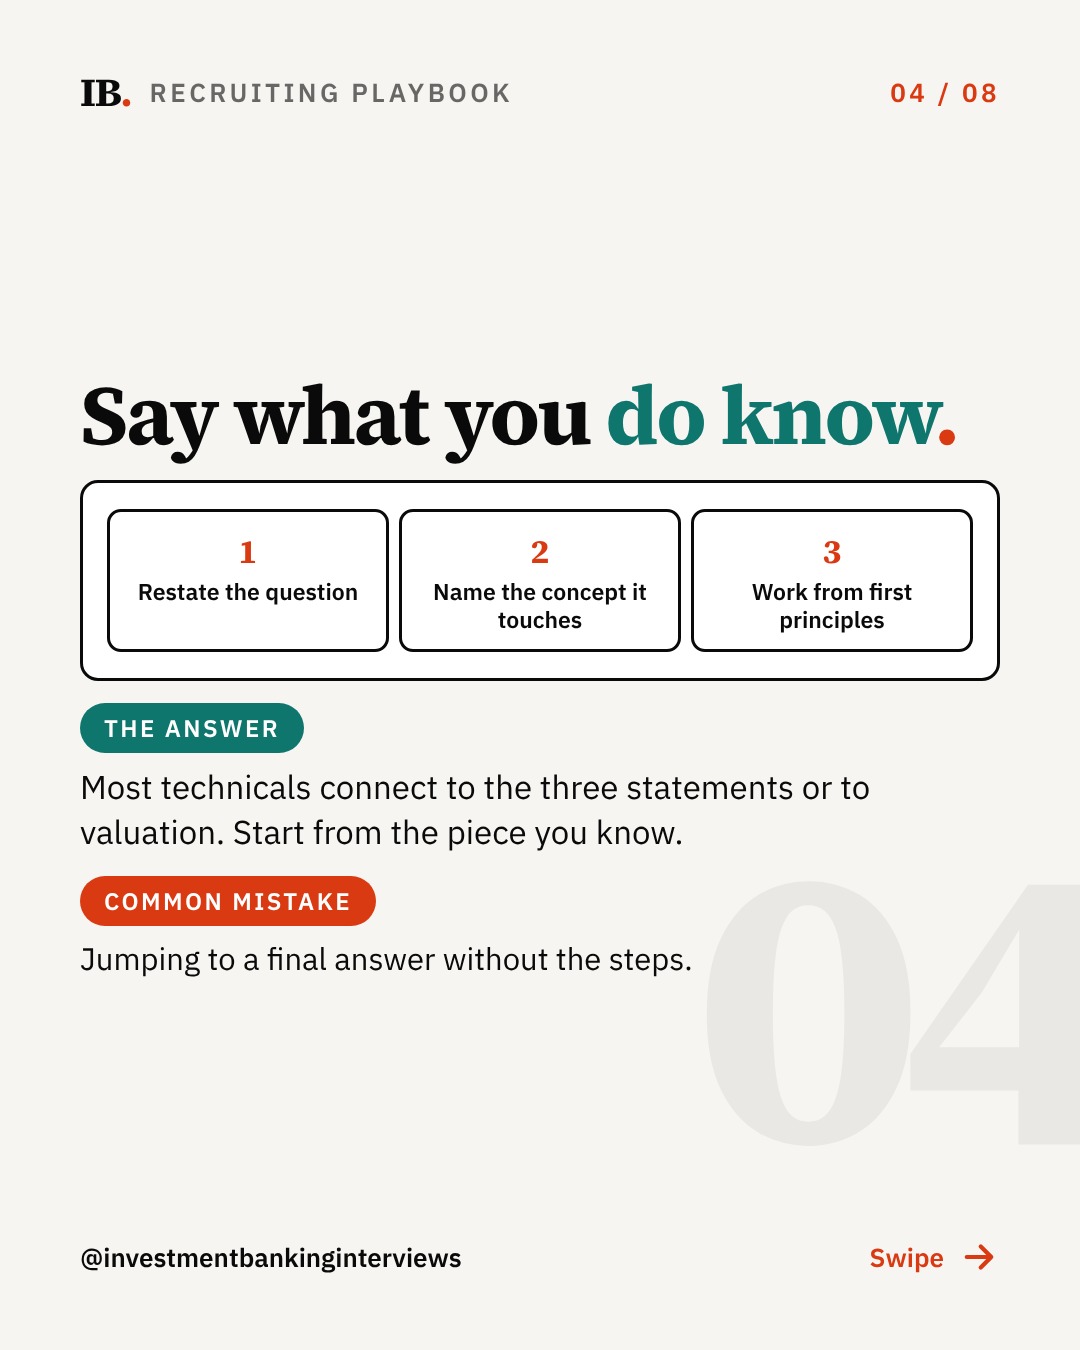 IB. RECRUITING PLAYBOOK
04 / 08
Say what you do know.
1
Restate the question
2
Name the concept it
touches
3
Work from first
principles
THE ANSWER
Most technicals connect to the three statements or to
valuation. Start from the piece you know.
COMMON MISTAKE
Jumping to a final answer without the steps.
04
@investmentbankinginterviews
Swipe →